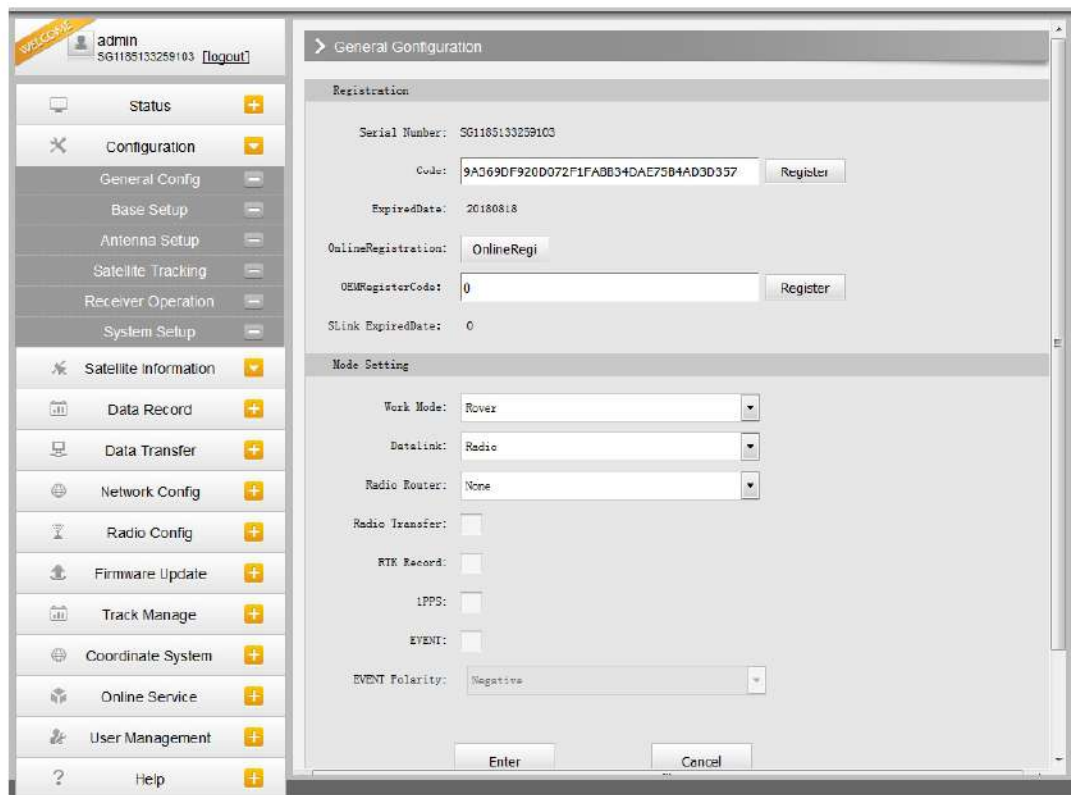 WELCOME
admin
SG1185133259103 [logout]
Status
Configuration
General Config
Base Setup
Antenna Setup
Satellite Tracking
Receiver Operation
System Setup
Satellite Information
Data Record
Data Transfer
Network Config
Radio Config
Firmware Update
Track Manage
Coordinate System
Online Service
User Management
Help
General Configuration
Registration
Serial Number: SG1185133259103
Code: 9A369DF920D072F1FABB34DAE75B4AD3D357 Register
ExpiredDate: 20180818
OnlineRegistration: OnlineRegi
OEMRegisterCode: 0 Register
SLink ExpiredDate: 0
Mode Setting
Work Mode: Rover
Datalink: Radio
Radio Router: None
Radio Transfer:
RTK Record:
1PPS:
EVENT:
EVENT Polarity: Negative
Enter Cancel